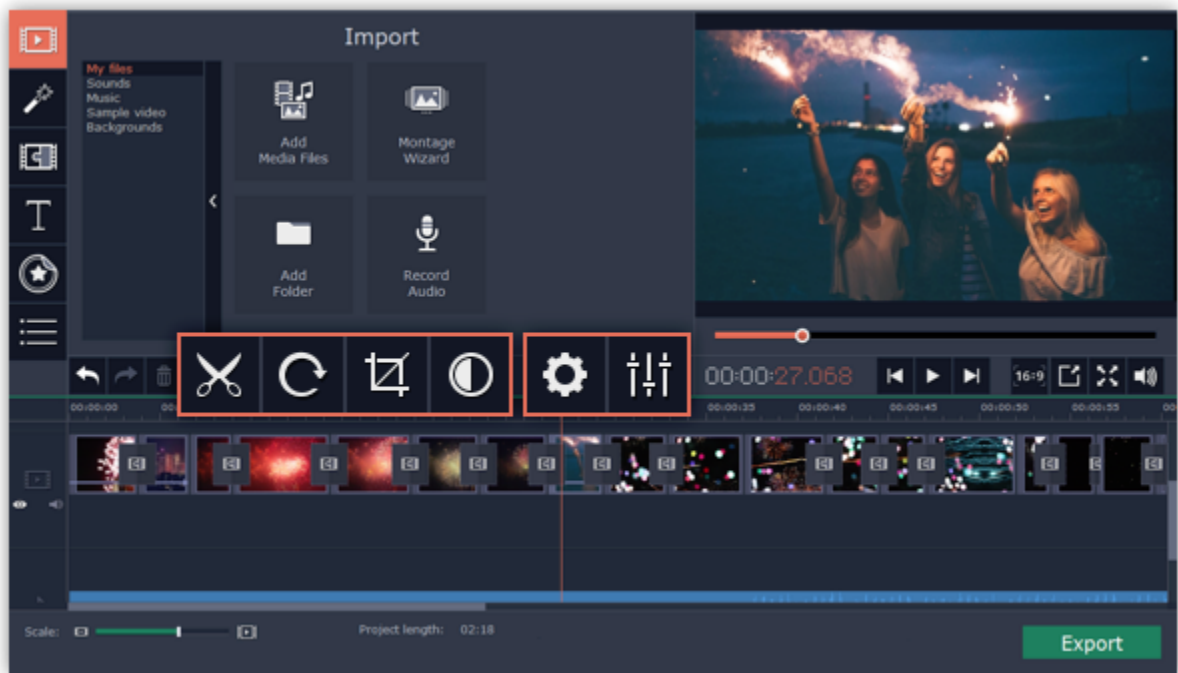 Import
My files
Sounds
Music
Sample video
Backgrounds
Add
Media Files
Montage
Wizard
Add
Folder
Record
Audio
T
00:00:27.068
16:9
00:00:00
00:00:35
00:00:40
00:00:45
00:00:50
00:00:55
Scale:
Project length: 02:18
Export